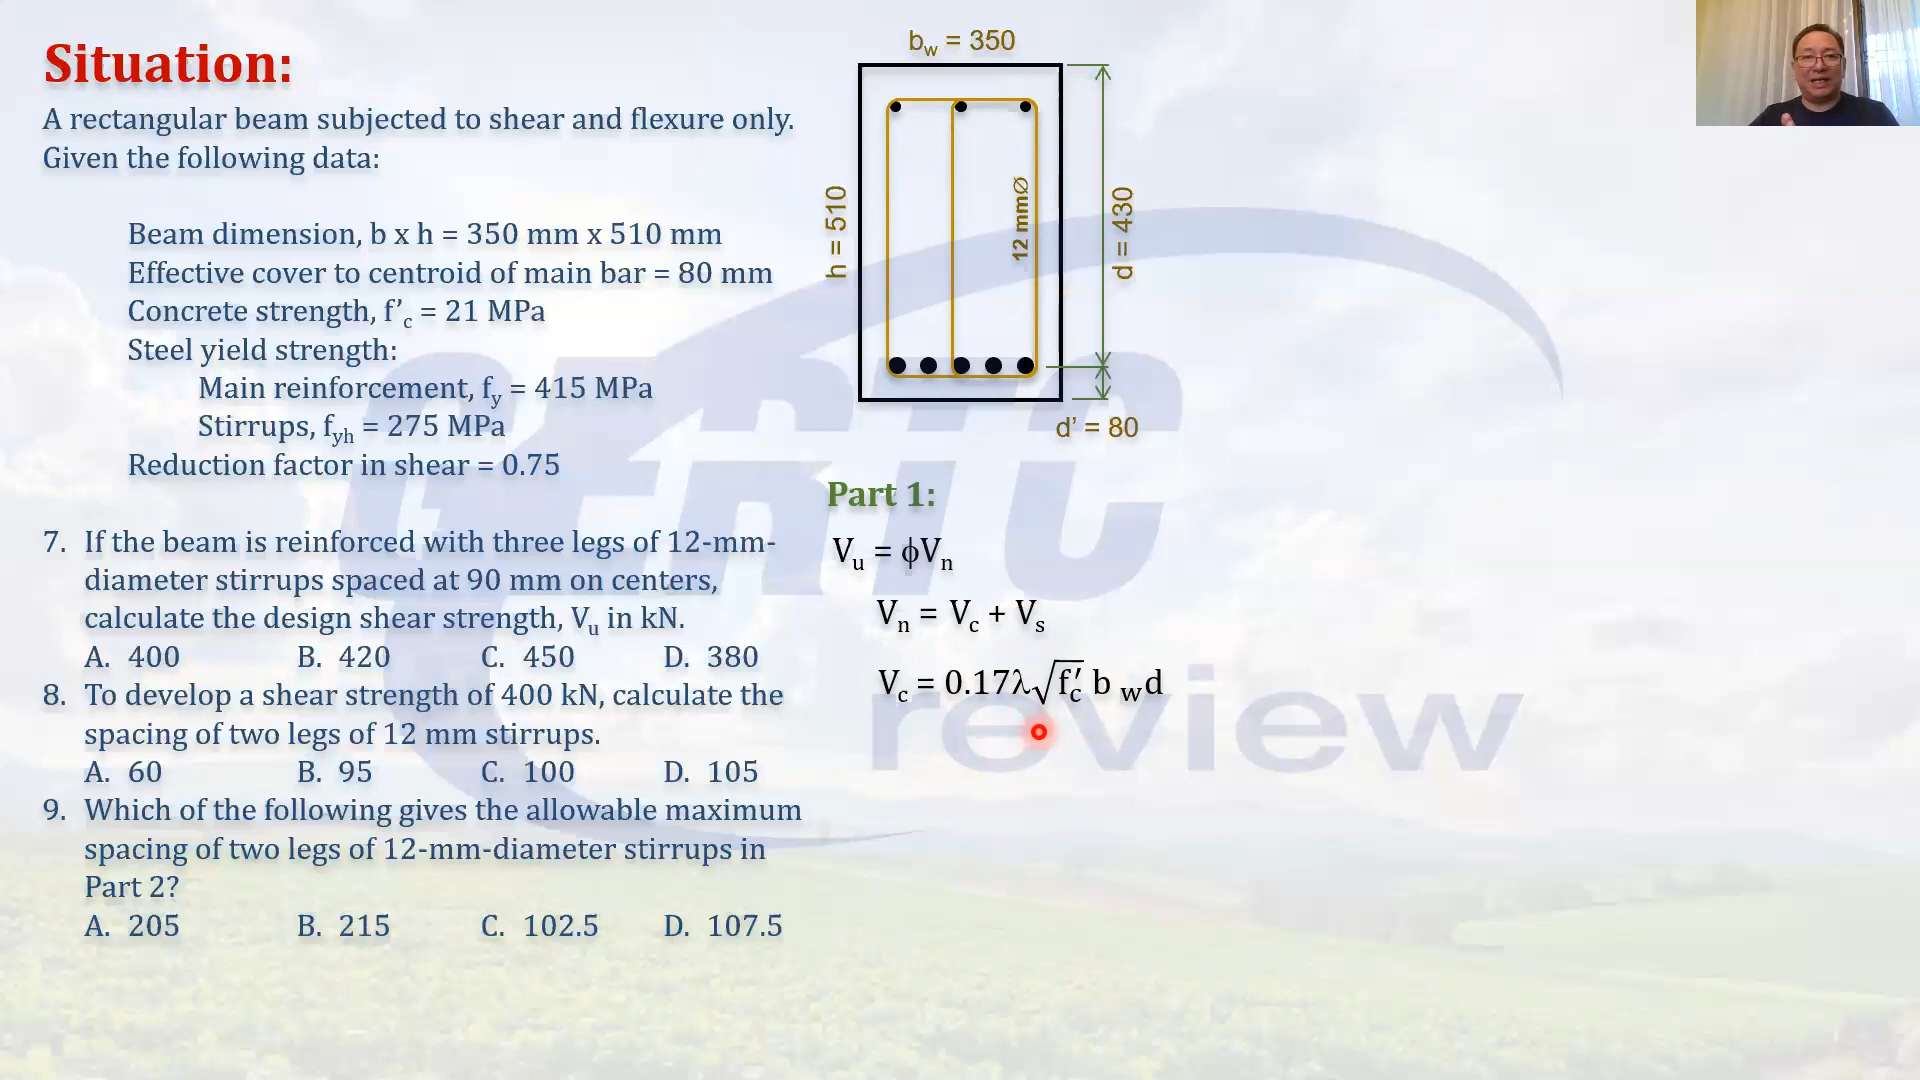 Situation:
A rectangular beam subjected to shear and flexure only.
Given the following data:
Beam dimension, b x h = 350 mm x 510 mm
Effective cover to centroid of main bar = 80 mm
Concrete strength, f’c = 21 MPa
Steel yield strength:
Main reinforcement, fy = 415 MPa
Stirrups, fyh = 275 MPa
Reduction factor in shear = 0.75
7. If the beam is reinforced with three legs of 12-mm-
diameter stirrups spaced at 90 mm on centers,
calculate the design shear strength, Vu in kN.
A. 400 B. 420 C. 450 D. 380
8. To develop a shear strength of 400 kN, calculate the
spacing of two legs of 12 mm stirrups.
A. 60 B. 95 C. 100 D. 105
9. Which of the following gives the allowable maximum
spacing of two legs of 12-mm-diameter stirrups in
Part 2?
A. 205 B. 215 C. 102.5 D. 107.5
bw = 350
h = 510
12 mmØ
d = 430
d’ = 80
Part 1:
Vu = ϕVn
Vn = Vc + Vs
Vc = 0.17λ√f′c b wd
review